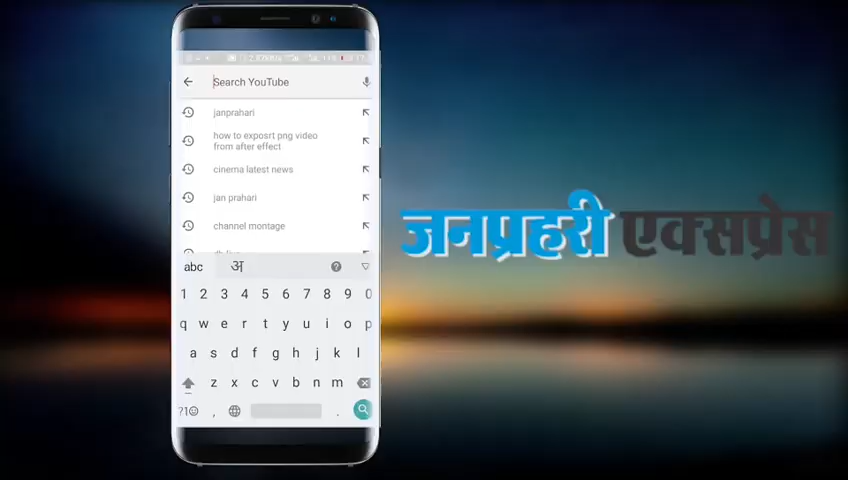 Search YouTube
janprahari
how to exposrt png video
from after effect
cinema latest news
jan prahari
channel montage
abc अ
1 2 3 4 5 6 7 8 9 0
q w e r t y u i o p
a s d f g h j k l
z x c v b n m
?1 , .
जनप्रहरी एक्सप्रेस